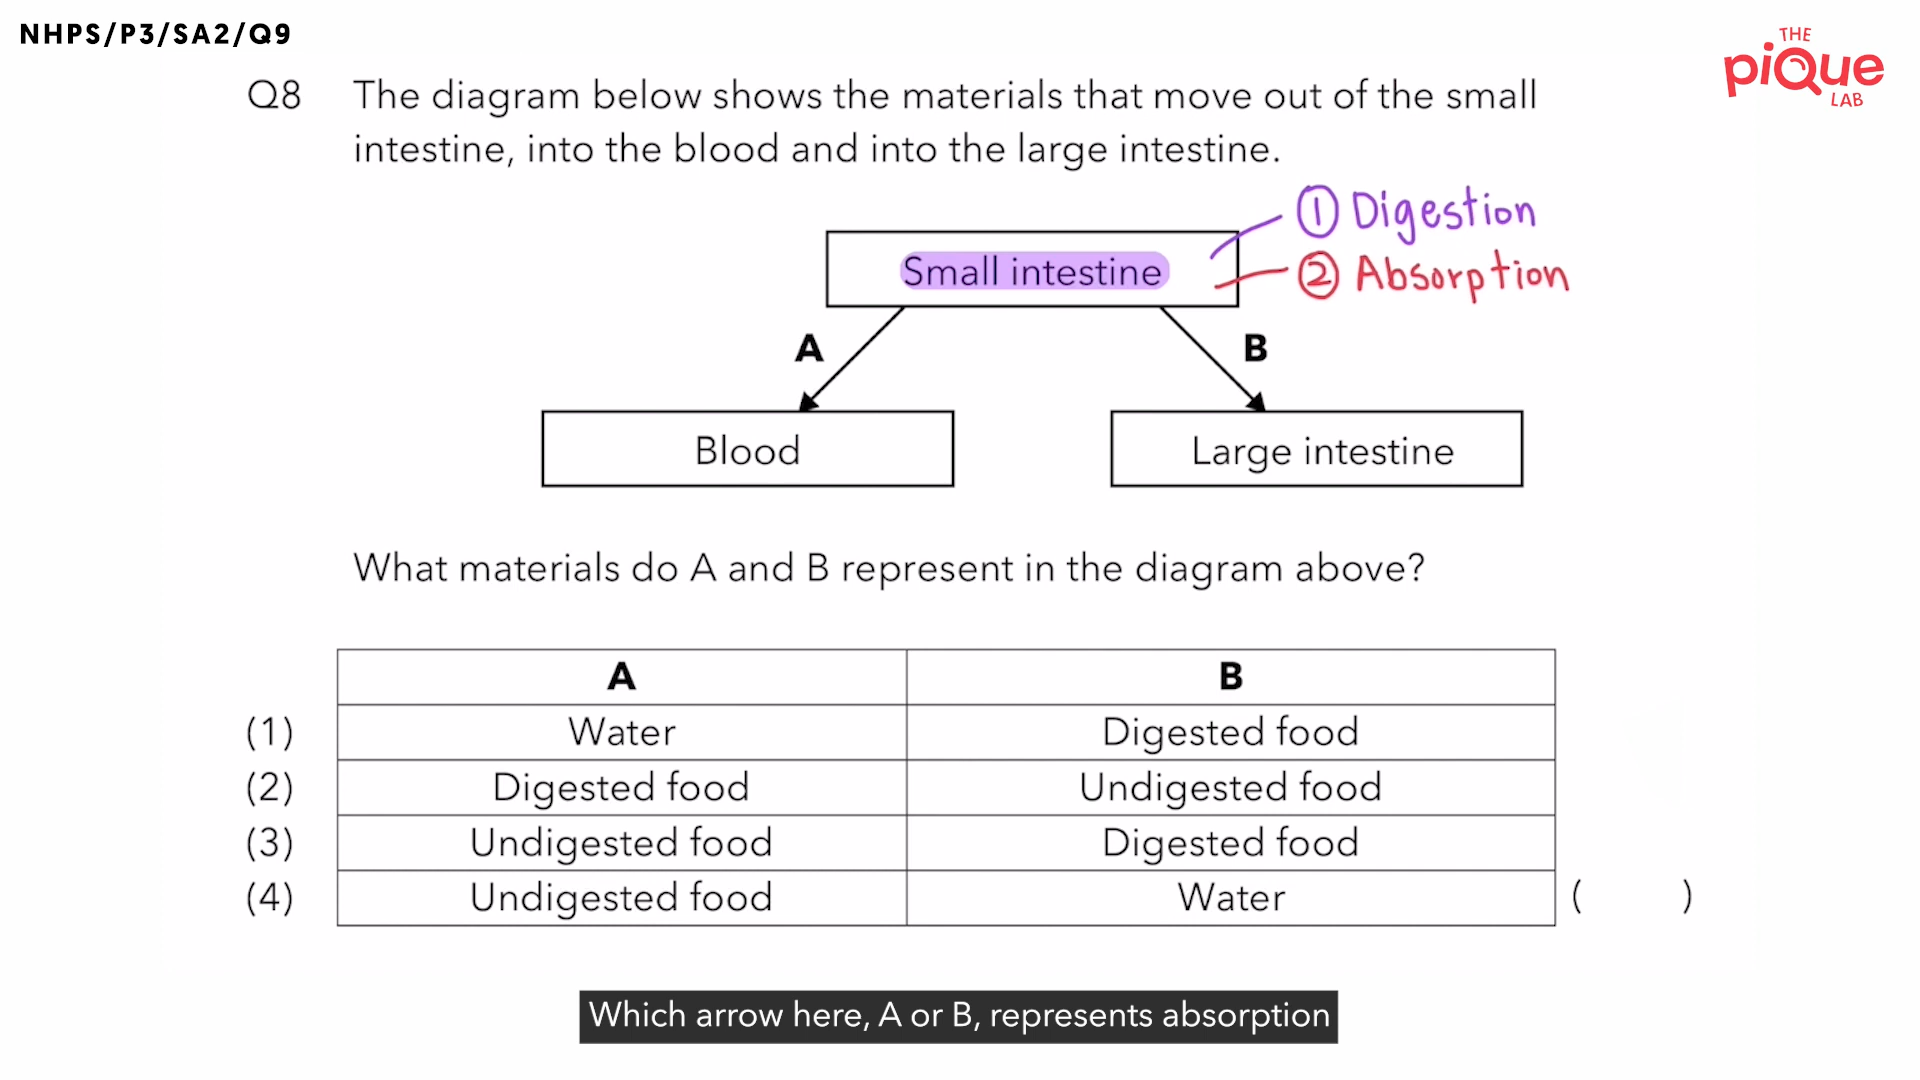 NHPS/P3/SA2/Q9
THE
piQue
LAB
Q8 The diagram below shows the materials that move out of the small
intestine, into the blood and into the large intestine.
① Digestion
Small intestine
② Absorption
A B
Blood Large intestine
What materials do A and B represent in the diagram above?
A B
(1) Water Digested food
(2) Digested food Undigested food
(3) Undigested food Digested food
(4) Undigested food Water ( )
Which arrow here, A or B, represents absorption